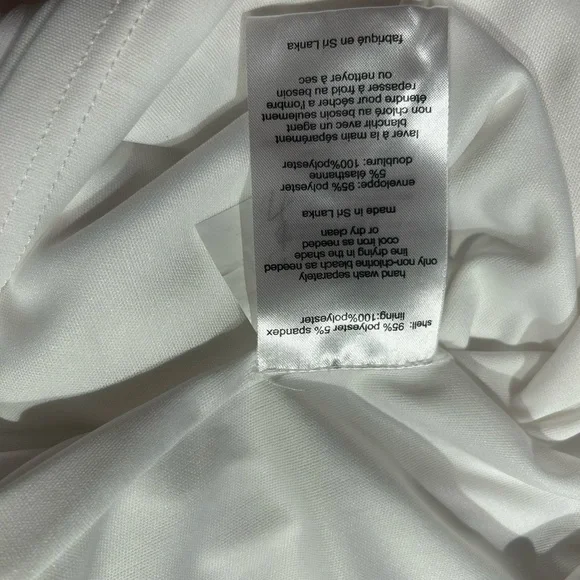 shell: 95% polyester 5% spandex
lining:100%polyester
hand wash separately
only non-chlorine bleach as needed
line drying in the shade
cool iron as needed
or dry clean
made in Sri Lanka
enveloppe: 95% polyester
5% élasthanne
doublure: 100%polyester
laver à la main séparément
blanchir avec un agent
non chloré au besoin seulement
étendre pour sécher a l'ombre
repasser à froid au besoin
ou nettoyer à sec
fabriqué en Sri Lanka